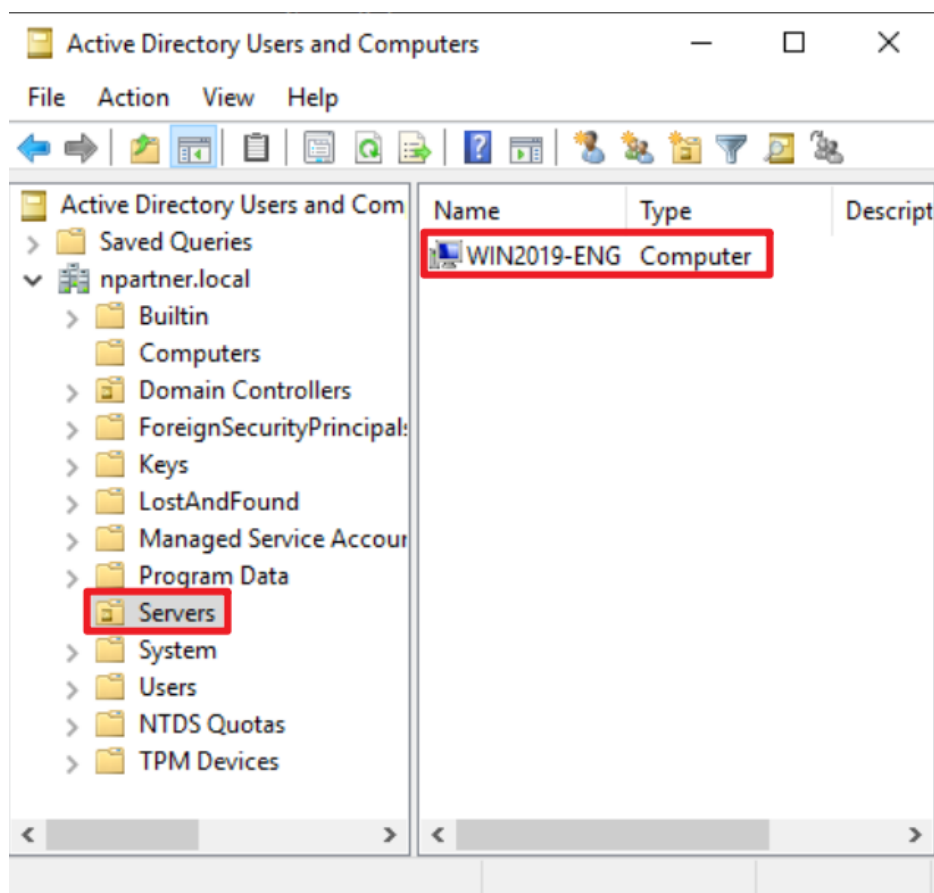 Active Directory Users and Computers
File Action View Help
Active Directory Users and Com
Saved Queries
npartner.local
Builtin
Computers
Domain Controllers
ForeignSecurityPrincipals
Keys
LostAndFound
Managed Service Accour
Program Data
Servers
System
Users
NTDS Quotas
TPM Devices
Name Type Descript
WIN2019-ENG Computer